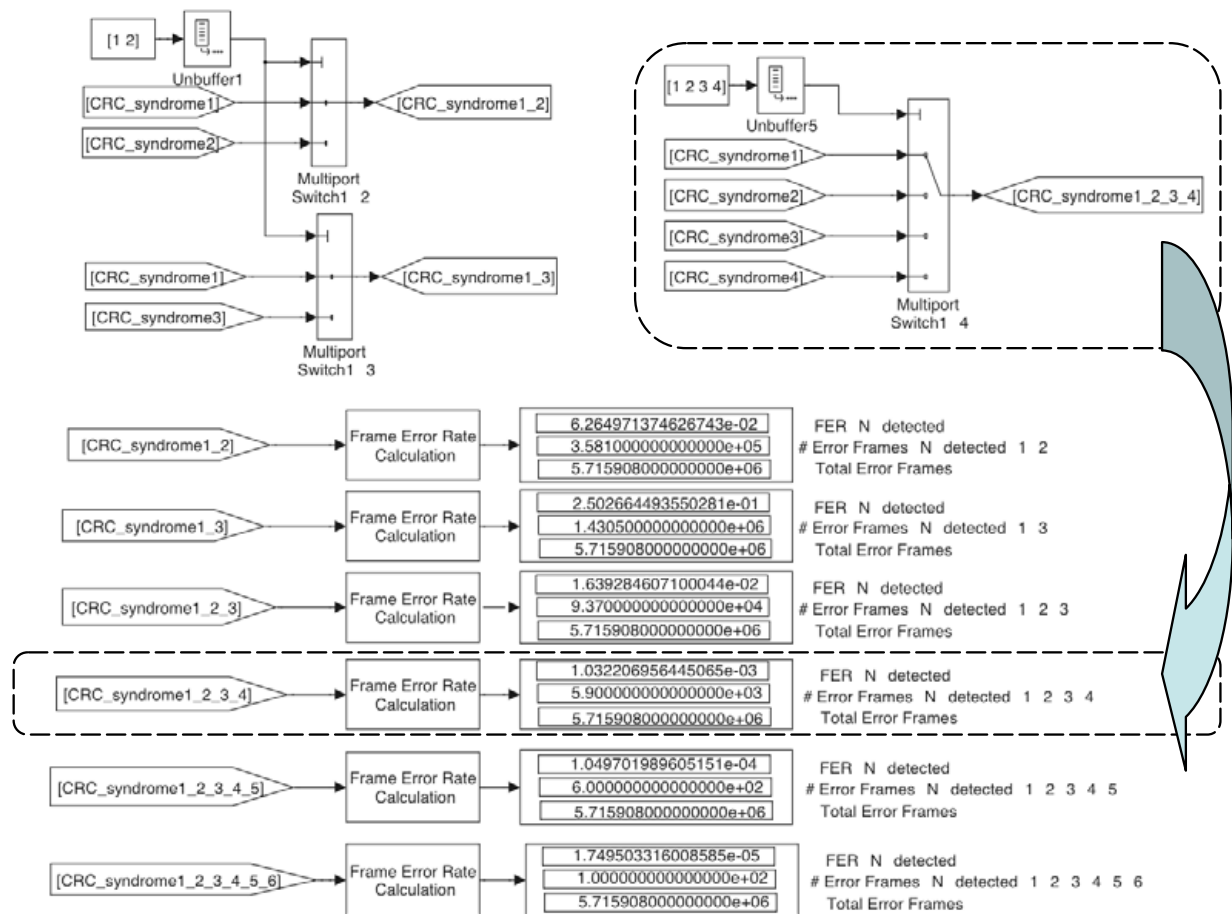 [1 2]
Unbuffer1
[CRC_syndrome1]
[CRC_syndrome1_2]
[CRC_syndrome2]
Multiport
Switch1 2
[CRC_syndrome1]
[CRC_syndrome1_3]
[CRC_syndrome3]
Multiport
Switch1 3
[1 2 3 4]
Unbuffer5
[CRC_syndrome1]
[CRC_syndrome2]
[CRC_syndrome1_2_3_4]
[CRC_syndrome3]
[CRC_syndrome4]
Multiport
Switch1 4
[CRC_syndrome1_2]
Frame Error Rate
Calculation
6.264971374626743e-02
FER N detected
3.581000000000000e+05
# Error Frames N detected 1 2
5.715908000000000e+06
Total Error Frames
[CRC_syndrome1_3]
Frame Error Rate
Calculation
2.502664493550281e-01
FER N detected
1.430500000000000e+06
# Error Frames N detected 1 3
5.715908000000000e+06
Total Error Frames
[CRC_syndrome1_2_3]
Frame Error Rate
Calculation
1.639284607100044e-02
FER N detected
9.370000000000000e+04
# Error Frames N detected 1 2 3
5.715908000000000e+06
Total Error Frames
[CRC_syndrome1_2_3_4]
Frame Error Rate
Calculation
1.032206956445065e-03
FER N detected
5.900000000000000e+03
# Error Frames N detected 1 2 3 4
5.715908000000000e+06
Total Error Frames
[CRC_syndrome1_2_3_4_5]
Frame Error Rate
Calculation
1.049701989605151e-04
FER N detected
6.000000000000000e+02
# Error Frames N detected 1 2 3 4 5
5.715908000000000e+06
Total Error Frames
[CRC_syndrome1_2_3_4_5_6]
Frame Error Rate
Calculation
1.749503316008585e-05
FER N detected
1.000000000000000e+02
# Error Frames N detected 1 2 3 4 5 6
5.715908000000000e+06
Total Error Frames